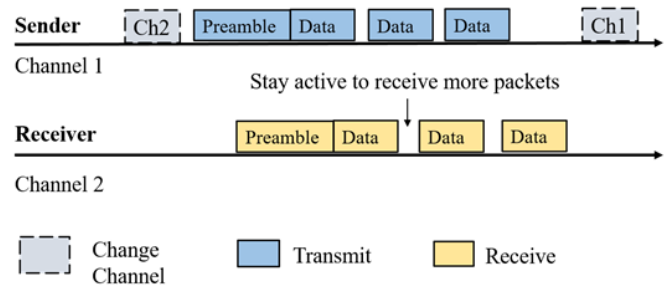 Sender Ch2 Preamble Data Data Data Ch1
Channel 1
Stay active to receive more packets
Receiver Preamble Data Data Data
Channel 2
Change Transmit Receive
Channel